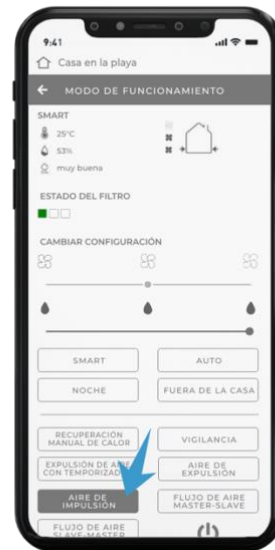 9:41
Casa en la playa
MODO DE FUNCIONAMIENTO
SMART
25°C
53%
muy buena
ESTADO DEL FILTRO
CAMBIAR CONFIGURACIÓN
SMART
AUTO
NOCHE
FUERA DE LA CASA
RECUPERACIÓN
MANUAL DE CALOR
VIGILANCIA
EXPULSIÓN DE AIRE
CON TEMPORIZADOR
AIRE DE
EXPULSIÓN
AIRE DE
IMPULSIÓN
FLUJO DE AIRE
MASTER-SLAVE
FLUJO DE AIRE
SLAVE-MASTER